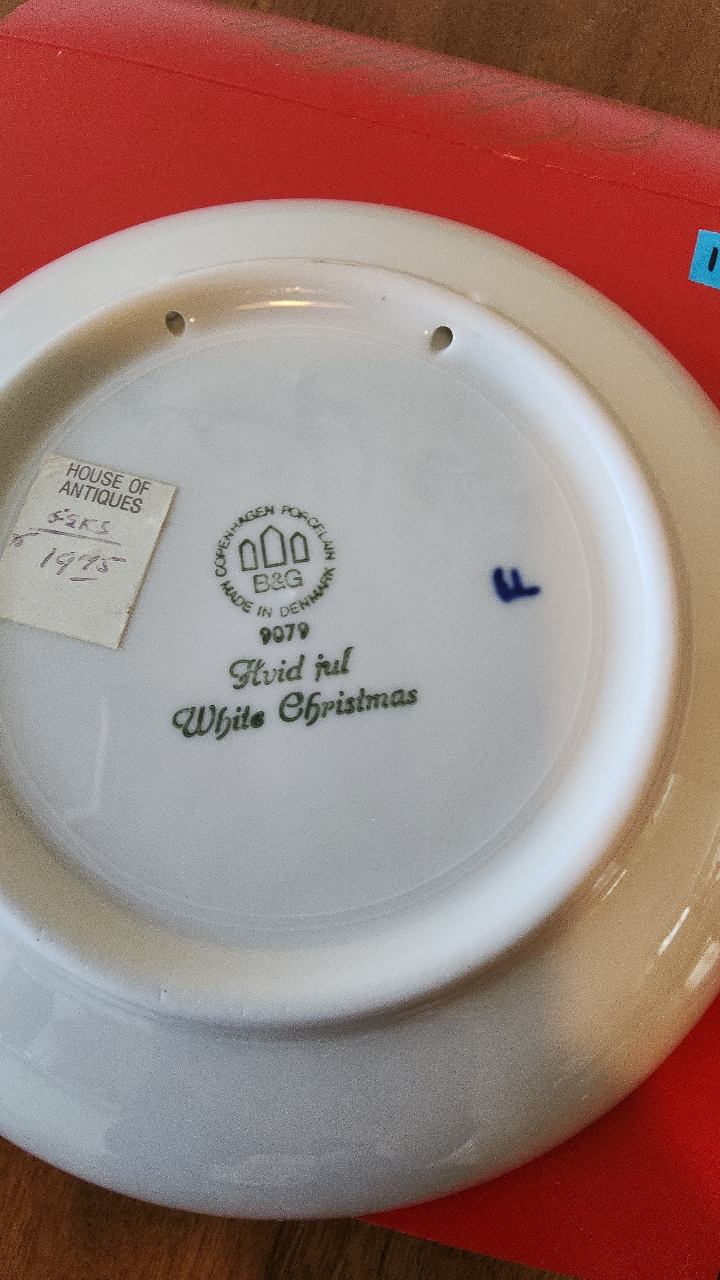 HOUSE OF
ANTIQUES
COPENHAGEN PORCELAIN
B&G
MADE IN DENMARK
9079
Hvid jul
White Christmas
F